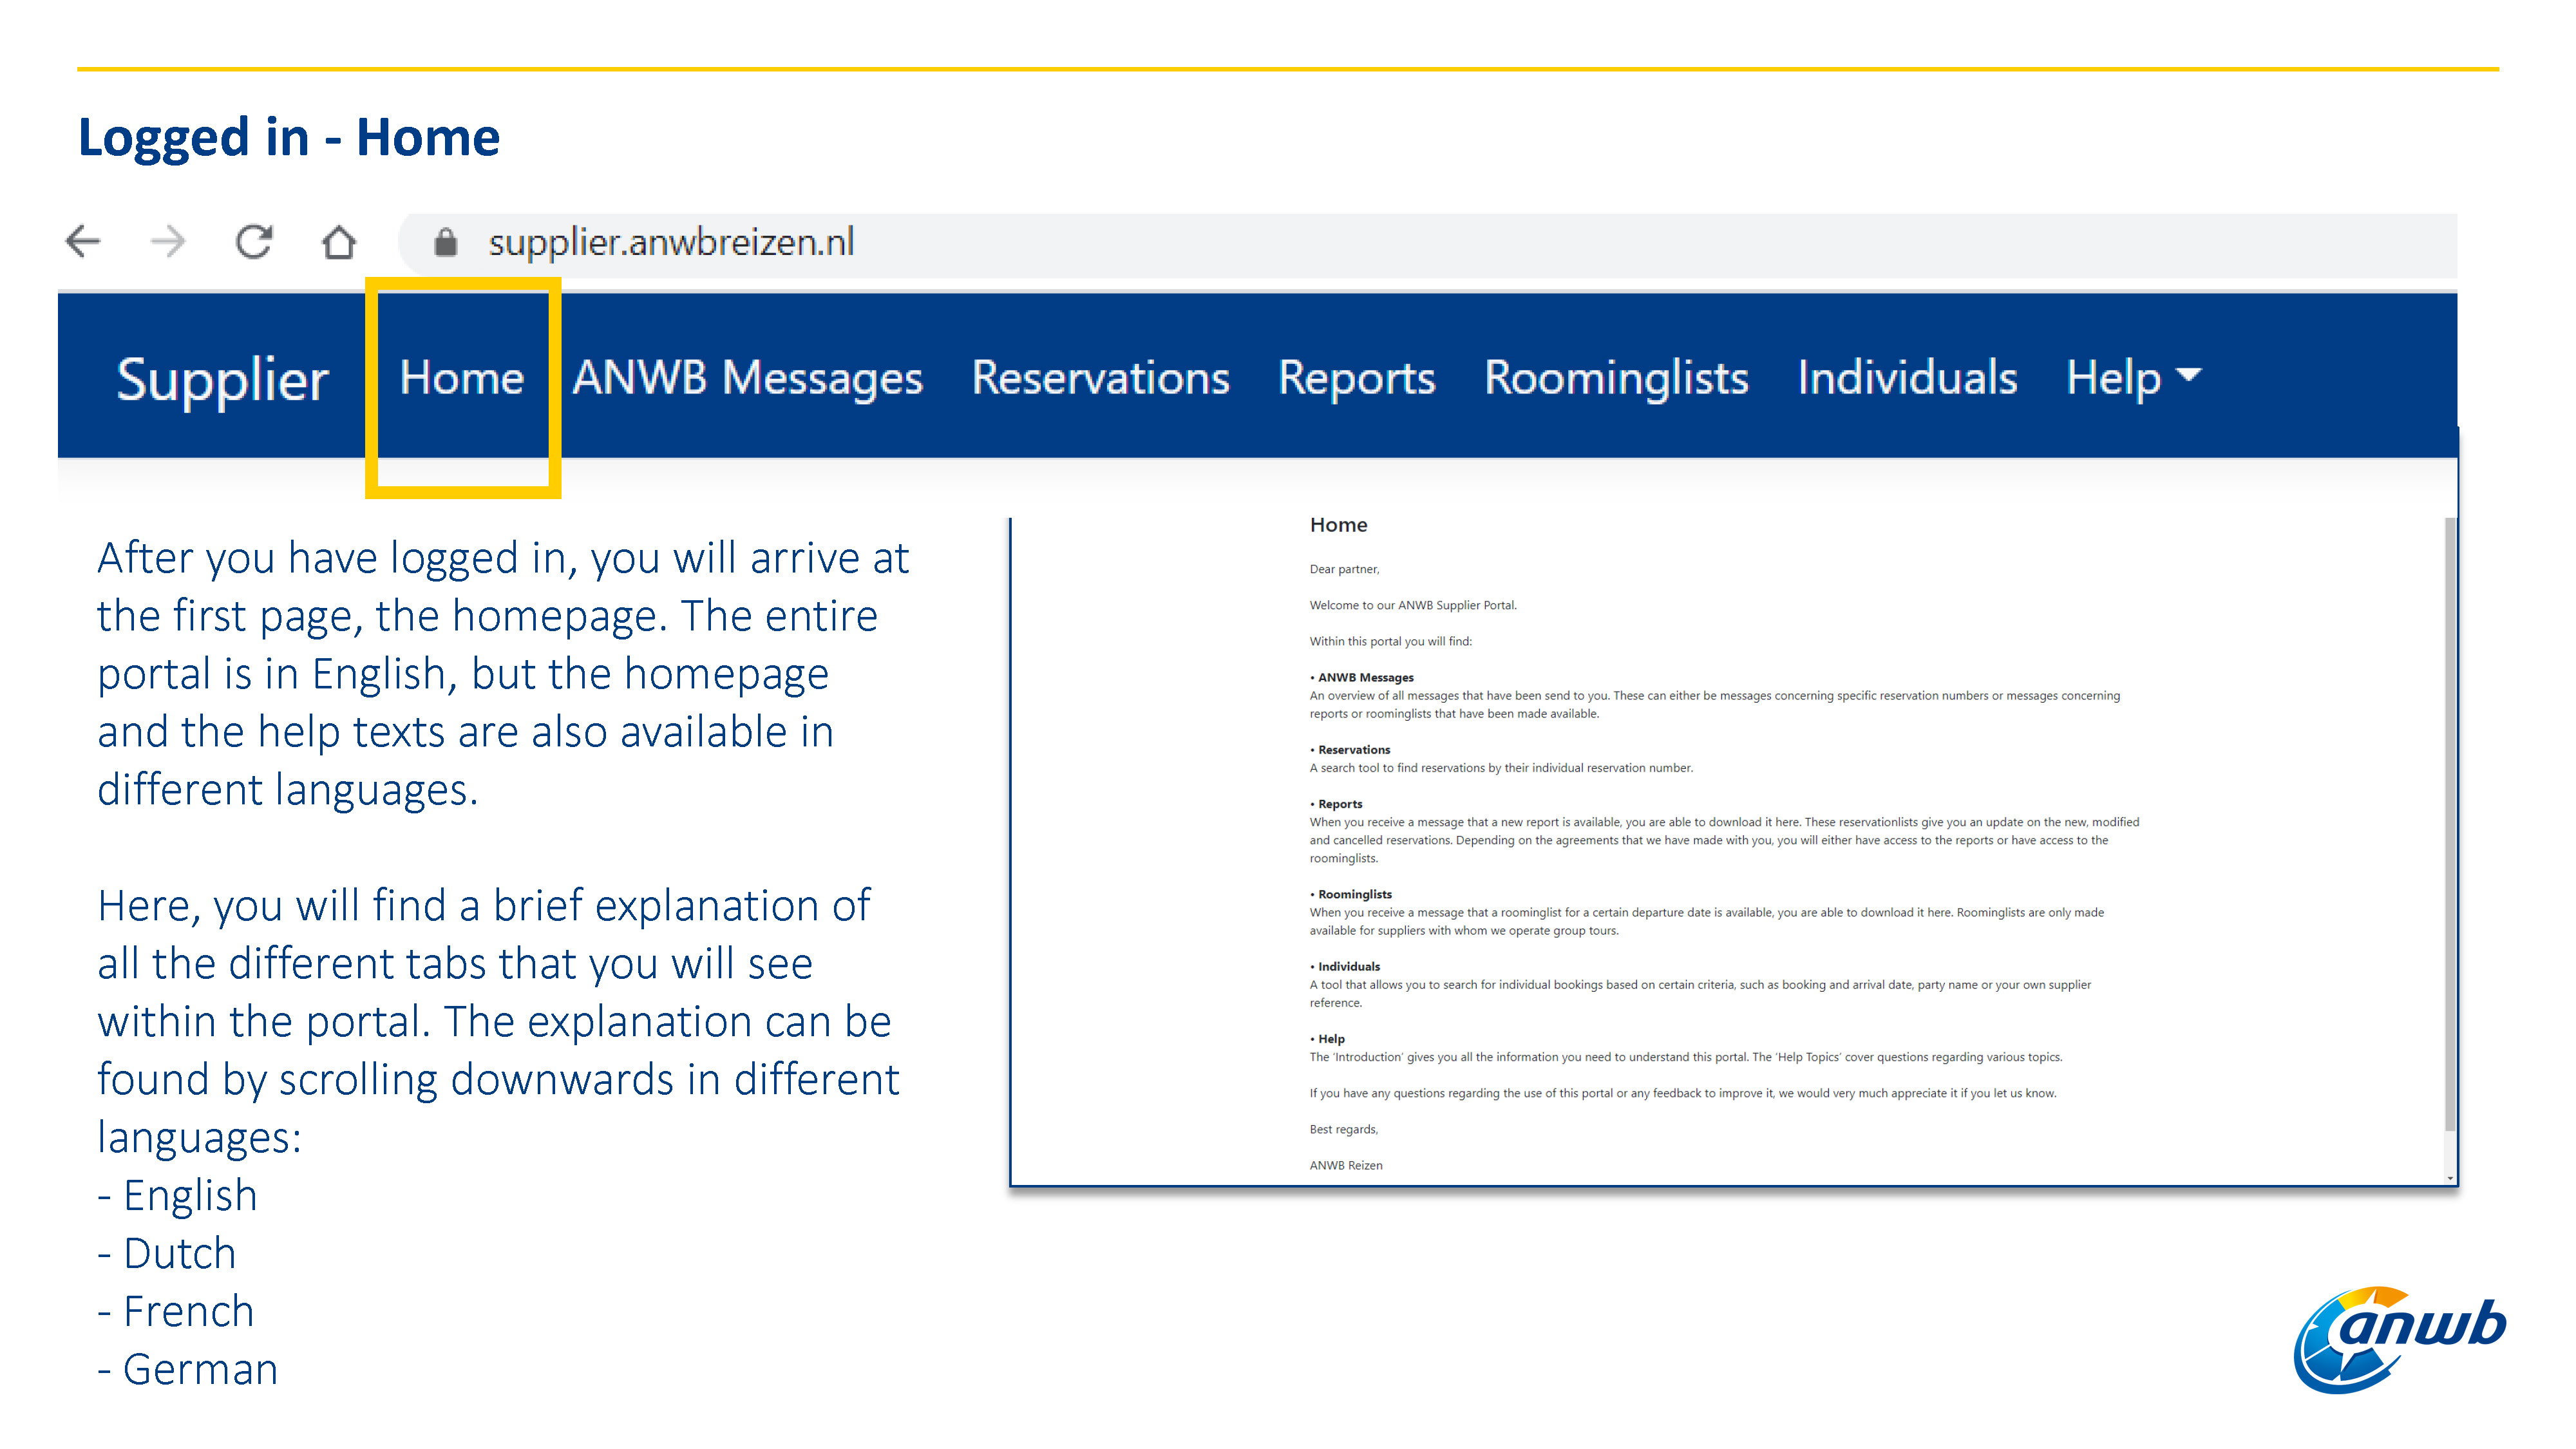 Logged in - Home
supplier.anwbreizen.nl
Supplier Home ANWB Messages Reservations Reports Roominglists Individuals Help
After you have logged in, you will arrive at
the first page, the homepage. The entire
portal is in English, but the homepage
and the help texts are also available in
different languages.
Here, you will find a brief explanation of
all the different tabs that you will see
within the portal. The explanation can be
found by scrolling downwards in different
languages:
- English
- Dutch
- French
- German
Home
Dear partner,
Welcome to our ANWB Supplier Portal.
Within this portal you will find:
• ANWB Messages
An overview of all messages that have been send to you. These can either be messages concerning specific reservation numbers or messages concerning
reports or roominglists that have been made available.
• Reservations
A search tool to find reservations by their individual reservation number.
• Reports
When you receive a message that a new report is available, you are able to download it here. These reservationlists give you an update on the new, modified
and cancelled reservations. Depending on the agreements that we have made with you, you will either have access to the reports or have access to the
roominglists.
• Roominglists
When you receive a message that a roominglist for a certain departure date is available, you are able to download it here. Roominglists are only made
available for suppliers with whom we operate group tours.
• Individuals
A tool that allows you to search for individual bookings based on certain criteria, such as booking and arrival date, party name or your own supplier
reference.
• Help
The 'Introduction' gives you all the information you need to understand this portal. The 'Help Topics' cover questions regarding various topics.
If you have any questions regarding the use of this portal or any feedback to improve it, we would very much appreciate it if you let us know.
Best regards,
ANWB Reizen
anwb